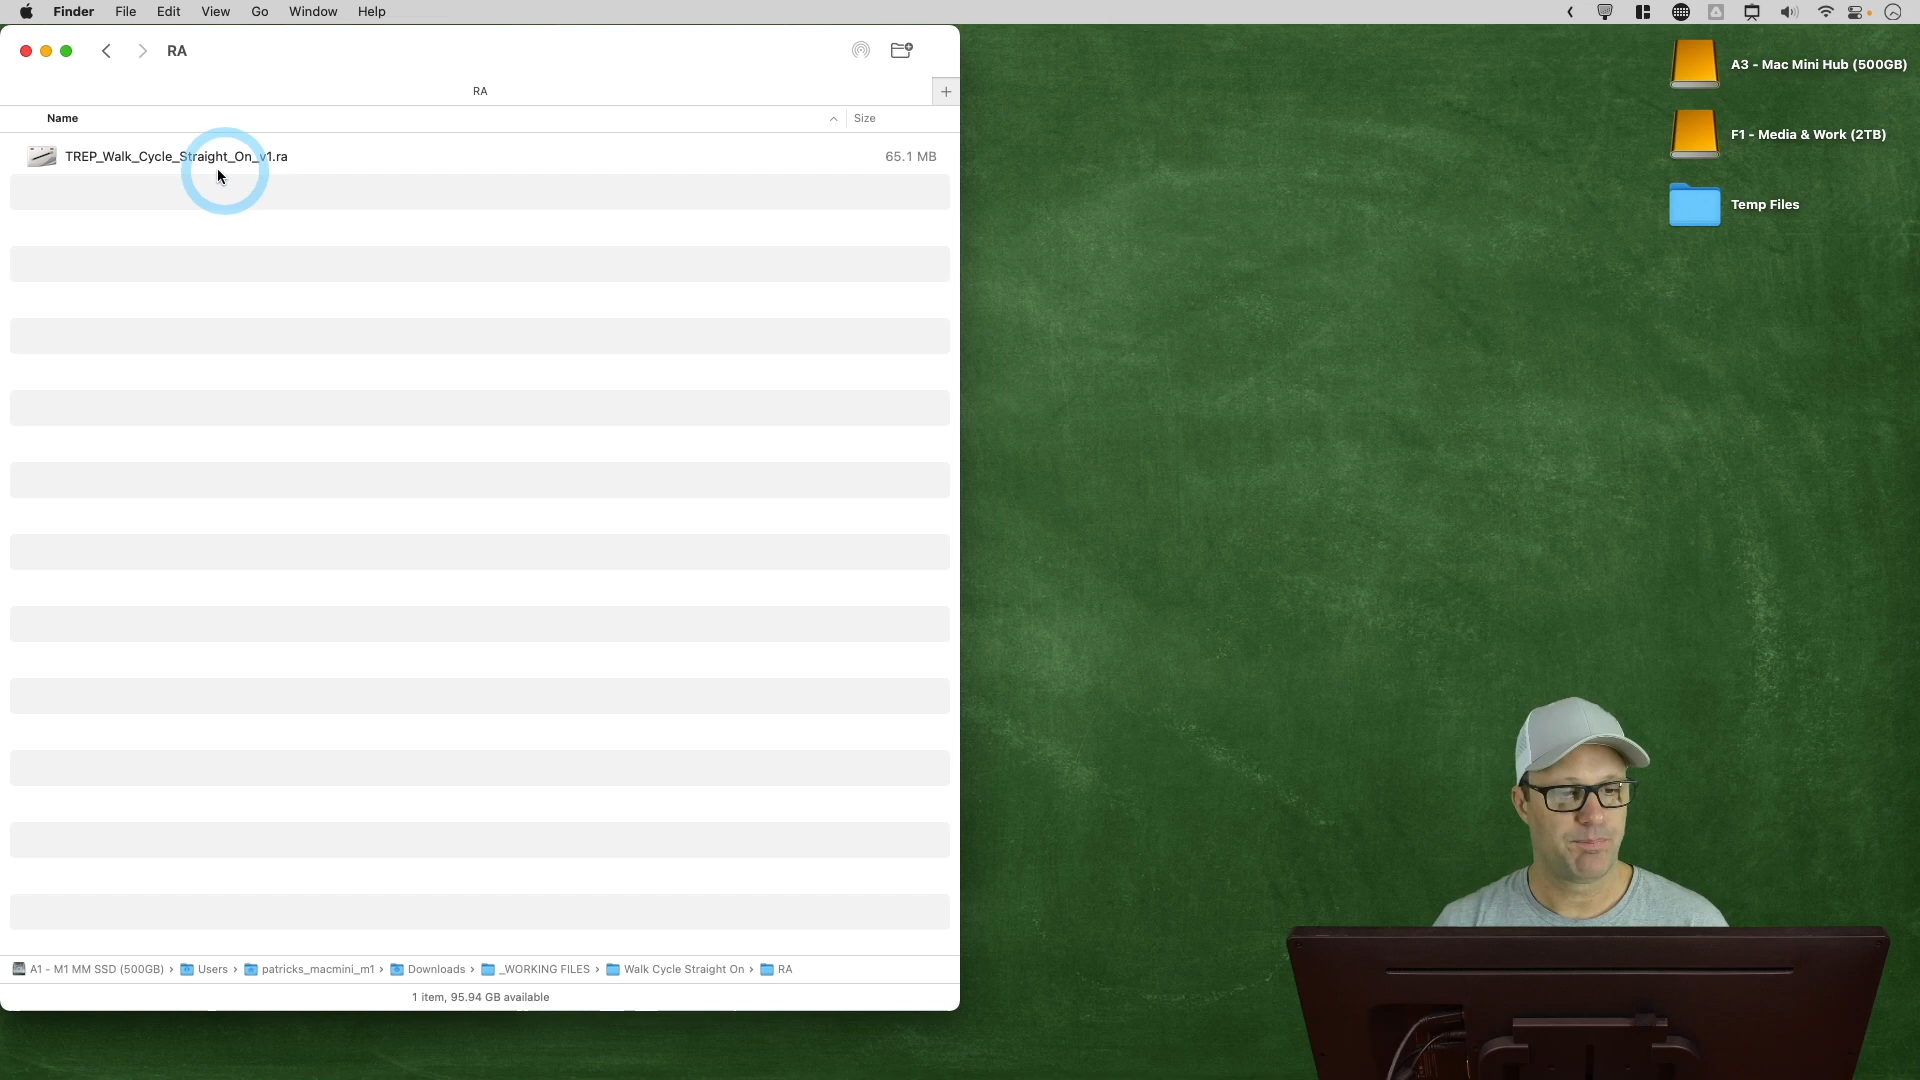 Finder File Edit View Go Window Help
RA
RA
Name Size
TREP_Walk_Cycle_Straight_On_v1.ra 65.1 MB
A1 - M1 MM SSD (500GB) › Users › patricks_macmini_m1 › Downloads › _WORKING FILES › Walk Cycle Straight On › RA
1 item, 95.94 GB available
A3 - Mac Mini Hub (500GB)
F1 - Media & Work (2TB)
Temp Files